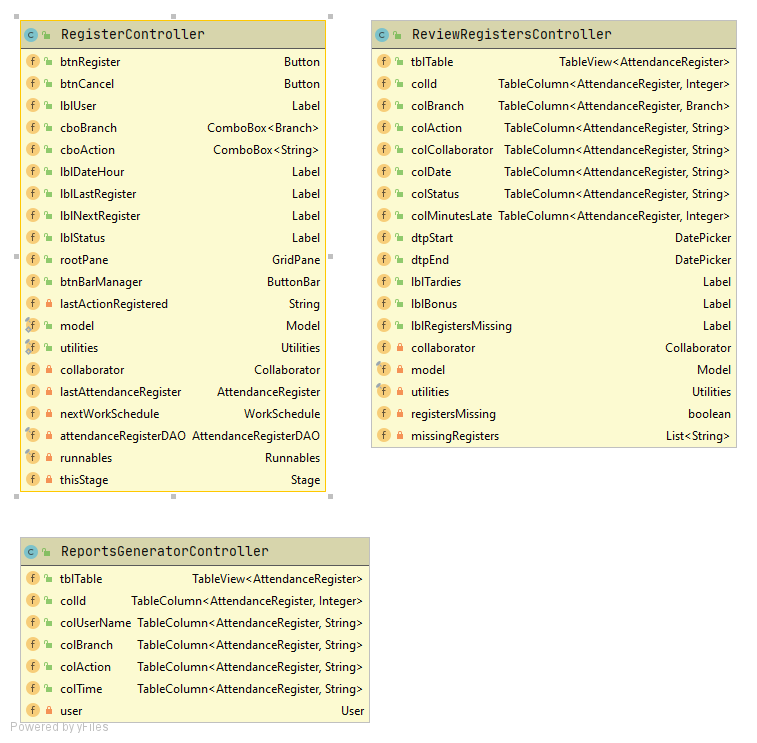 RegisterController
btnRegister Button
btnCancel Button
lblUser Label
cboBranch ComboBox<Branch>
cboAction ComboBox<String>
lblDateHour Label
lblLastRegister Label
lblNextRegister Label
lblStatus Label
rootPane GridPane
btnBarManager ButtonBar
lastActionRegistered String
model Model
utilities Utilities
collaborator Collaborator
lastAttendanceRegister AttendanceRegister
nextWorkSchedule WorkSchedule
attendanceRegisterDAO AttendanceRegisterDAO
runnables Runnables
thisStage Stage
ReviewRegistersController
tblTable TableView<AttendanceRegister>
colId TableColumn<AttendanceRegister, Integer>
colBranch TableColumn<AttendanceRegister, Branch>
colAction TableColumn<AttendanceRegister, String>
colCollaborator TableColumn<AttendanceRegister, String>
colDate TableColumn<AttendanceRegister, String>
colStatus TableColumn<AttendanceRegister, String>
colMinutesLate TableColumn<AttendanceRegister, Integer>
dtpStart DatePicker
dtpEnd DatePicker
lblTardies Label
lblBonus Label
lblRegistersMissing Label
collaborator Collaborator
model Model
utilities Utilities
registersMissing boolean
missingRegisters List<String>
ReportsGeneratorController
tblTable TableView<AttendanceRegister>
colId TableColumn<AttendanceRegister, Integer>
colUserName TableColumn<AttendanceRegister, String>
colBranch TableColumn<AttendanceRegister, String>
colAction TableColumn<AttendanceRegister, String>
colTime TableColumn<AttendanceRegister, String>
user User
Powered by yFiles